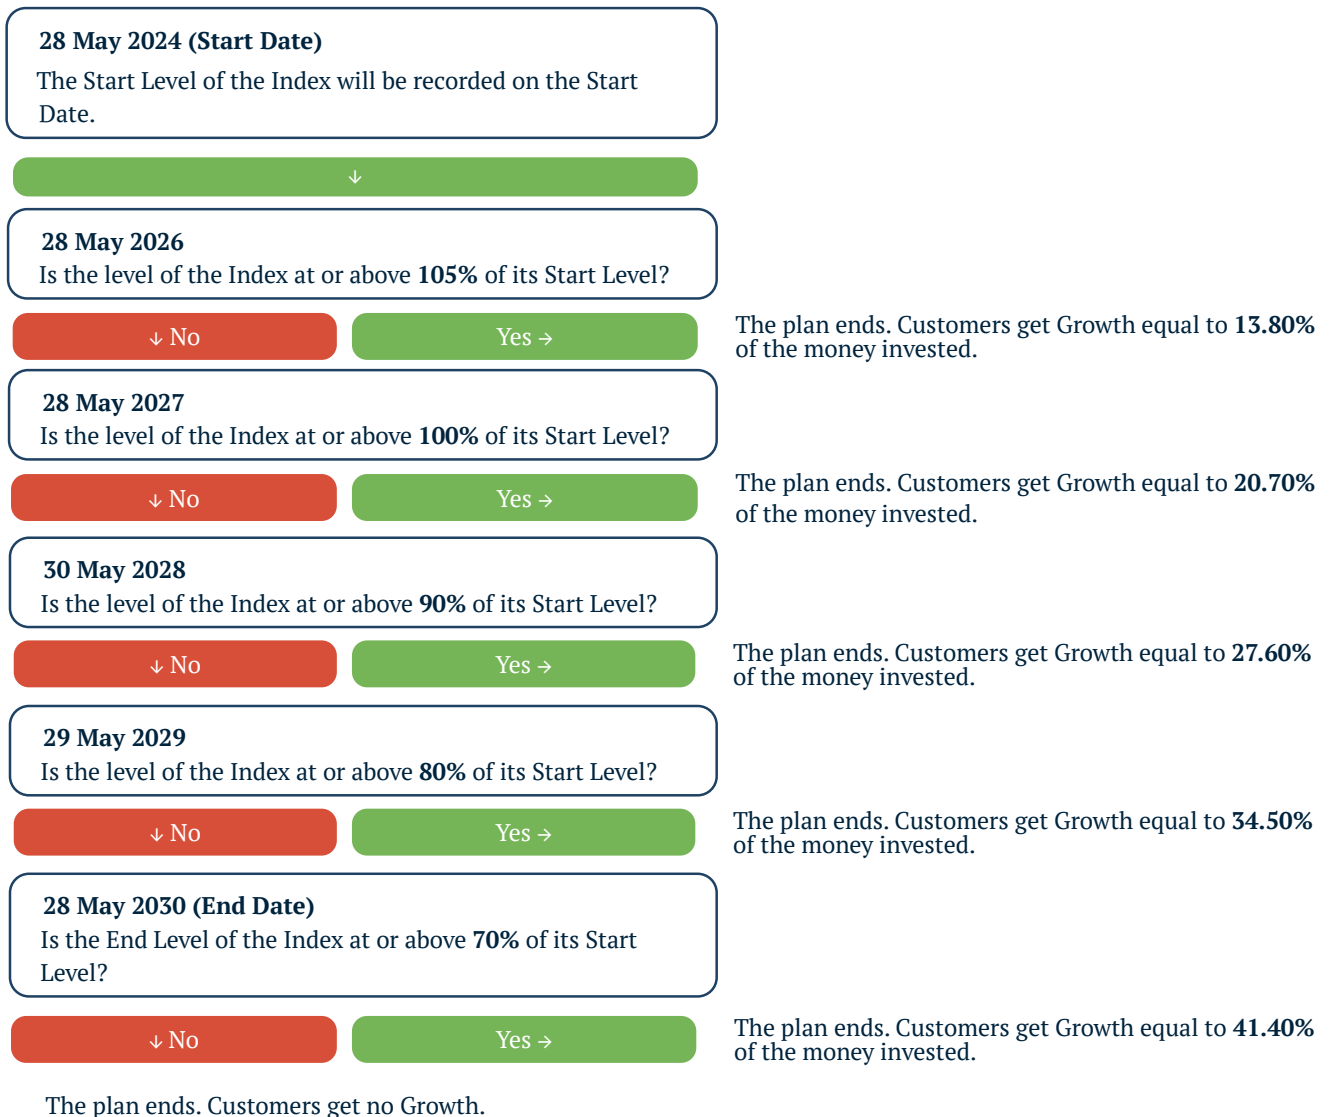 28 May 2024 (Start Date)
The Start Level of the Index will be recorded on the Start
Date.
↓
28 May 2026
Is the level of the Index at or above 105% of its Start Level?
↓ No
Yes →
The plan ends. Customers get Growth equal to 13.80%
of the money invested.
28 May 2027
Is the level of the Index at or above 100% of its Start Level?
↓ No
Yes →
The plan ends. Customers get Growth equal to 20.70%
of the money invested.
30 May 2028
Is the level of the Index at or above 90% of its Start Level?
↓ No
Yes →
The plan ends. Customers get Growth equal to 27.60%
of the money invested.
29 May 2029
Is the level of the Index at or above 80% of its Start Level?
↓ No
Yes →
The plan ends. Customers get Growth equal to 34.50%
of the money invested.
28 May 2030 (End Date)
Is the End Level of the Index at or above 70% of its Start
Level?
↓ No
Yes →
The plan ends. Customers get Growth equal to 41.40%
of the money invested.
The plan ends. Customers get no Growth.